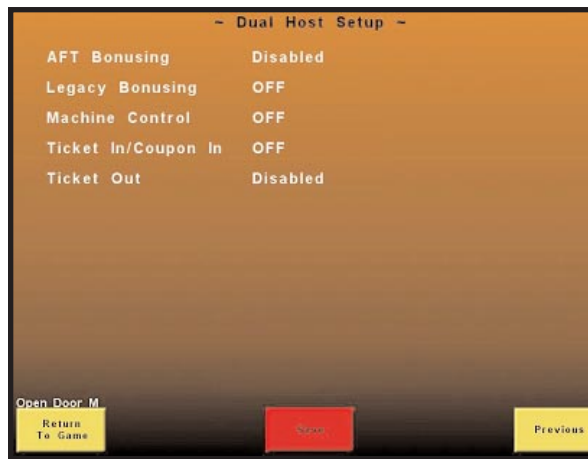 ~ Dual Host Setup ~
AFT Bonusing Disabled
Legacy Bonusing OFF
Machine Control OFF
Ticket In/Coupon In OFF
Ticket Out Disabled
Open Door M
Return
To Game
Save
Previous